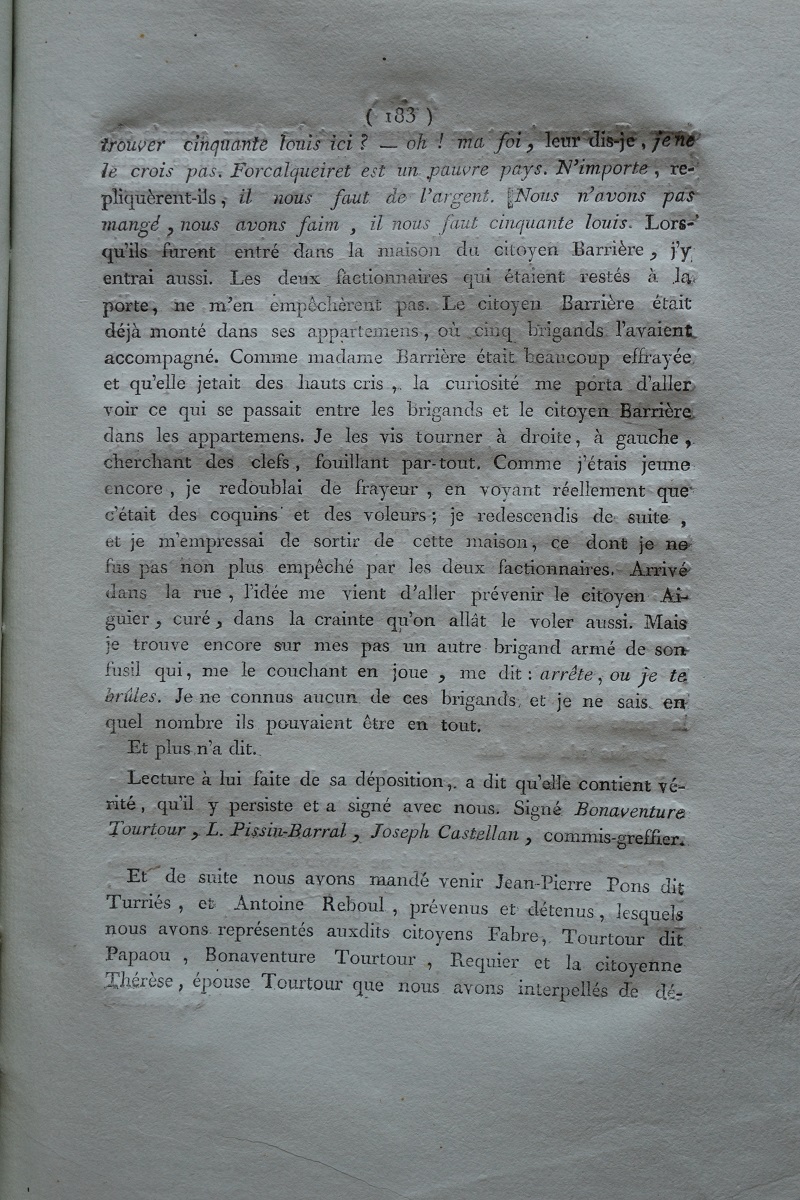 ( 183 )
trouver cinquante louis ici ? — oh ! ma foi, leur dis-je, je ne
le crois pas. Forcalqueiret est un pauvre pays. N'importe, re-
pliquèrent-ils, il nous faut de l'argent. Nous n'avons pas
mangé, nous avons faim, il nous faut cinquante louis. Lors-
qu'ils furent entré dans la maison du citoyen Barrière, j'y
entrai aussi. Les deux factionnaires qui étaient restés à la
porte, ne m'en empêchèrent pas. Le citoyen Barrière était
déjà monté dans ses appartemens, où cinq brigands l'avaient
accompagné. Comme madame Barrière était beaucoup effrayée
et qu'elle jetait des hauts cris, la curiosité me porta d'aller
voir ce qui se passait entre les brigands et le citoyen Barrière
dans les appartemens. Je les vis tourner à droite, à gauche,
cherchant des clefs, fouillant par-tout. Comme j'étais jeune
encore, je redoublai de frayeur, en voyant réellement que
c'était des coquins et des voleurs ; je redescendis de suite,
et je m'empressai de sortir de cette maison, ce dont je ne
fus pas non plus empêché par les deux factionnaires. Arrivé
dans la rue, l'idée me vient d'aller prévenir le citoyen Ai-
guier, curé, dans la crainte qu'on allât le voler aussi. Mais
je trouve encore sur mes pas un autre brigand armé de son
fusil qui, me le couchant en joue, me dit : arrête, ou je te
brûles. Je ne connus aucun de ces brigands, et je ne sais en
quel nombre ils pouvaient être en tout.
Et plus n'a dit.
Lecture à lui faite de sa déposition, a dit qu'elle contient vé-
rité, qu'il y persiste et a signé avec nous. Signé Bonaventure
Tourtour, L. Pissin-Barral, Joseph Castellan, commis-greffier.
Et de suite nous avons mandé venir Jean-Pierre Pons dit
Turriés, et Antoine Reboul, prévenus et détenus, lesquels
nous avons représentés auxdits citoyens Fabre, Tourtour dit
Papaou, Bonaventure Tourtour, Requier et la citoyenne
Thérèse, épouse Tourtour que nous avons interpellés de dé-